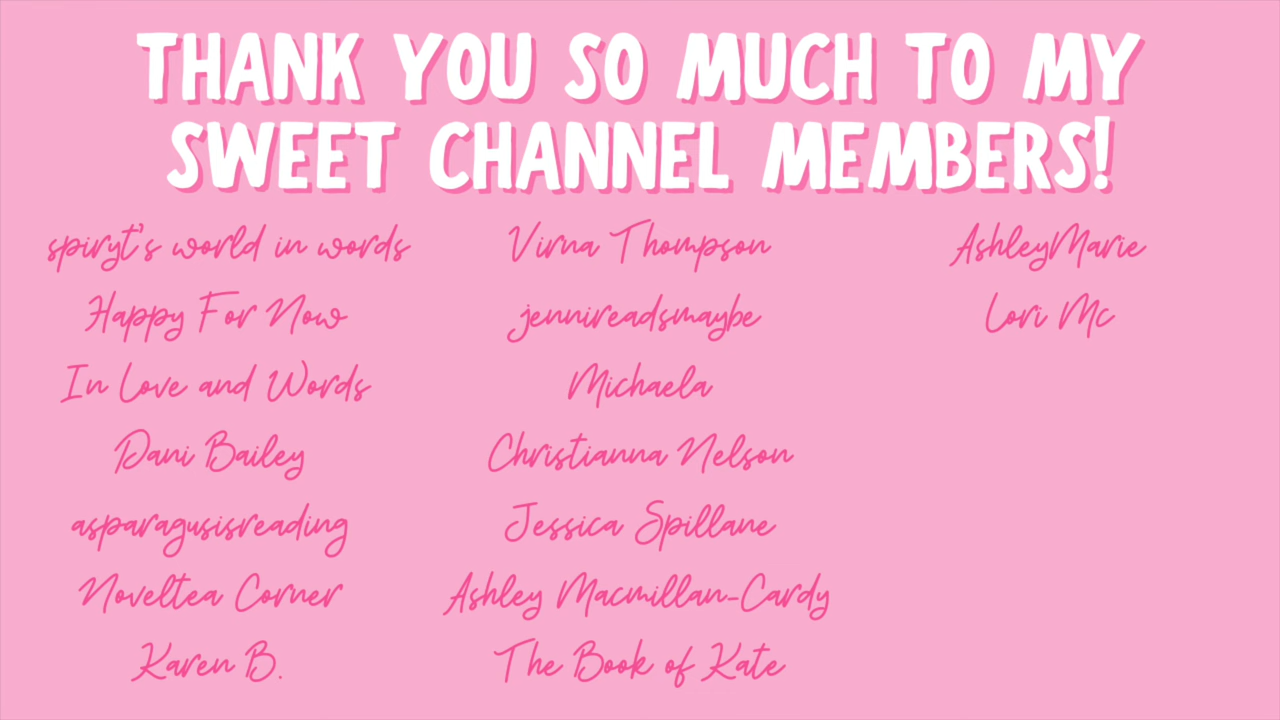 THANK YOU SO MUCH TO MY
SWEET CHANNEL MEMBERS!
spiryt's world in words
Happy For Now
In Love and Words
Dani Bailey
asparagusisreading
Noveltea Corner
Karen B.
Virna Thompson
jennireadsmaybe
Michaela
Christianna Nelson
Jessica Spillane
Ashley Macmillan-Cardy
The Book of Kate
AshleyMarie
Lori Mc